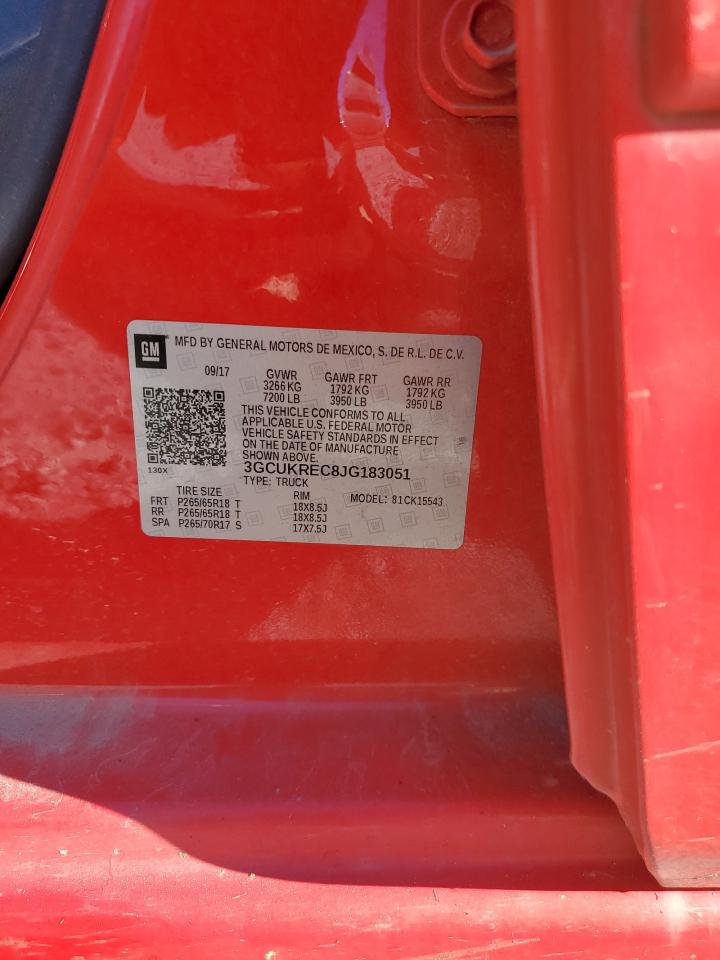 GM MFD BY GENERAL MOTORS DE MEXICO, S. DE R.L. DE C.V.
09/17 GVWR GAWR FRT GAWR RR
3266 KG 1792 KG 1792 KG
7200 LB 3950 LB 3950 LB
THIS VEHICLE CONFORMS TO ALL
APPLICABLE U.S. FEDERAL MOTOR
VEHICLE SAFETY STANDARDS IN EFFECT
ON THE DATE OF MANUFACTURE
SHOWN ABOVE.
130X 3GCUKREC8JG183051
TYPE: TRUCK
TIRE SIZE RIM MODEL: 81CK15543
FRT P265/65R18 T 18X8.5J
RR P265/65R18 T 18X8.5J
SPA P265/70R17 S 17X7.5J